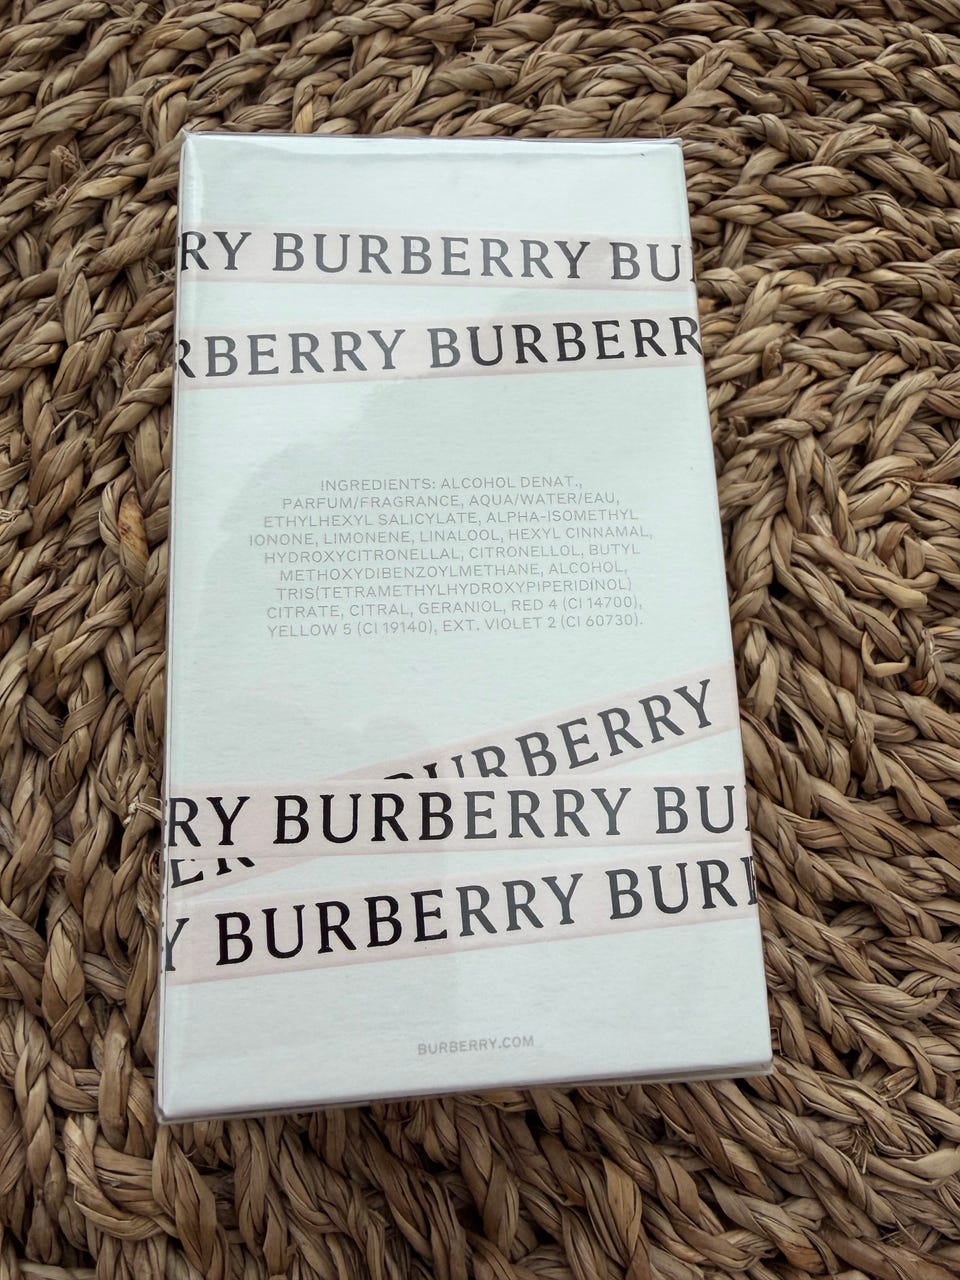 RY BURBERRY BU
RBERRY BURBERR
INGREDIENTS: ALCOHOL DENAT.,
PARFUM/FRAGRANCE, AQUA/WATER/EAU,
ETHYLHEXYL SALICYLATE, ALPHA-ISOMETHYL
IONONE, LIMONENE, LINALOOL, HEXYL CINNAMAL,
HYDROXYCITRONELLAL, CITRONELLOL, BUTYL
METHOXYDIBENZOYLMETHANE, ALCOHOL,
TRIS(TETRAMETHYLHYDROXYPIPERIDINOL)
CITRATE, CITRAL, GERANIOL, RED 4 (CI 14700),
YELLOW 5 (CI 19140), EXT. VIOLET 2 (CI 60730).
BURBERRY
RY BURBERRY BU
ER
Y BURBERRY BURB
BURBERRY.COM